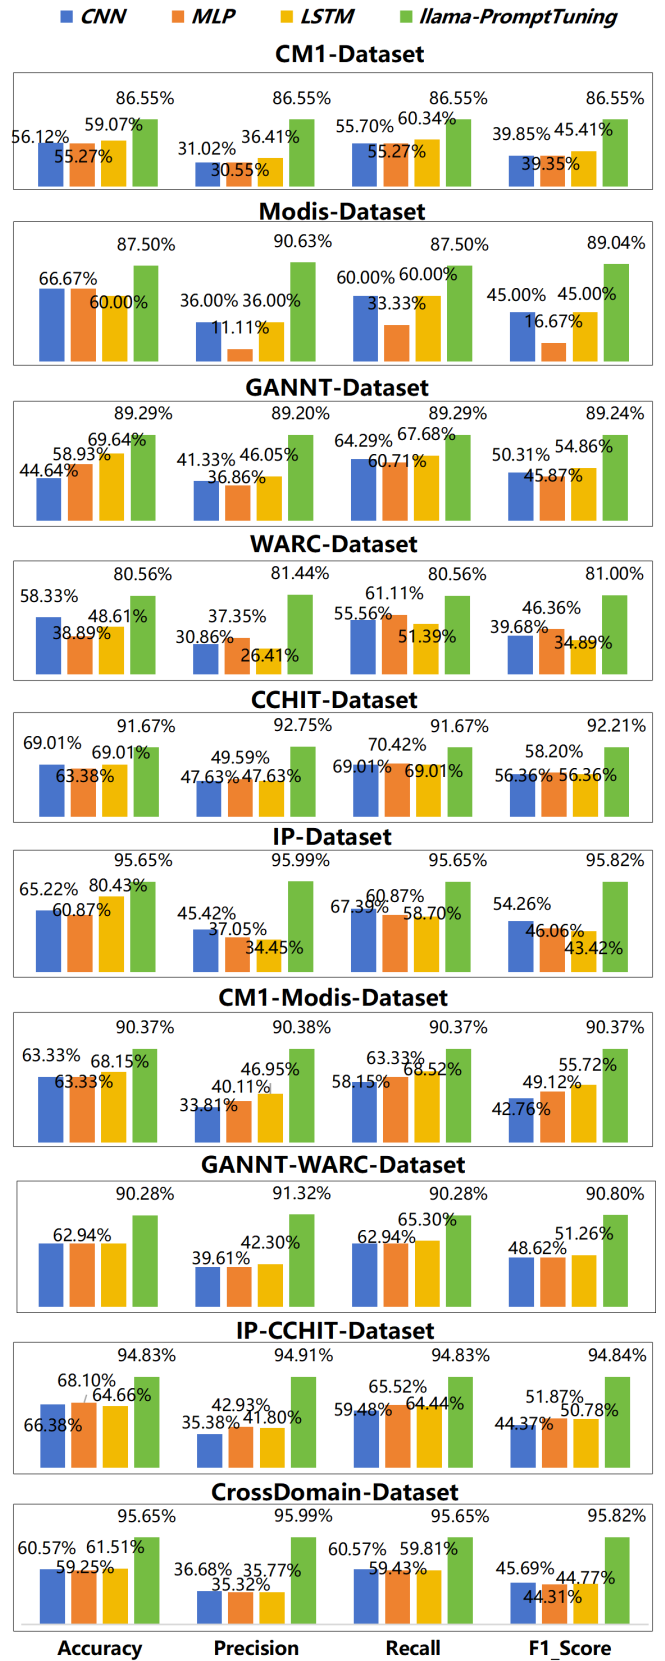 CNN MLP LSTM llama-PromptTuning
CM1-Dataset
86.55% 86.55% 86.55% 86.55%
56.12% 59.07% 31.02% 36.41% 55.70% 60.34% 39.85% 45.41%
55.27% 30.55% 55.27% 39.35%
Modis-Dataset
87.50% 90.63% 87.50% 89.04%
66.67% 36.00% 36.00% 60.00% 60.00% 45.00% 45.00%
60.00% 11.11% 33.33% 16.67%
GANNT-Dataset
89.29% 89.20% 89.29% 89.24%
44.64% 58.93% 69.64% 41.33% 46.05% 64.29% 67.68% 50.31% 54.86%
36.86% 60.71% 45.87%
WARC-Dataset
80.56% 81.44% 80.56% 81.00%
58.33% 48.61% 30.86% 37.35% 55.56% 61.11% 39.68% 46.36%
38.89% 26.41% 51.39% 34.89%
CCHIT-Dataset
91.67% 92.75% 91.67% 92.21%
69.01% 69.01% 49.59% 70.42% 58.20%
63.38% 47.63% 47.63% 69.01% 69.01% 56.36% 56.36%
IP-Dataset
95.65% 95.99% 95.65% 95.82%
65.22% 80.43% 45.42% 60.87% 54.26%
60.87% 37.05% 67.39% 58.70% 46.06%
34.45% 43.42%
CM1-Modis-Dataset
90.37% 90.38% 90.37% 90.37%
63.33% 68.15% 40.11% 46.95% 63.33% 68.52% 49.12% 55.72%
63.33% 33.81% 58.15% 42.76%
GANNT-WARC-Dataset
90.28% 91.32% 90.28% 90.80%
62.94% 39.61% 42.30% 62.94% 65.30% 48.62% 51.26%
IP-CCHIT-Dataset
94.83% 94.91% 94.83% 94.84%
68.10% 64.66% 42.93% 65.52% 51.87% 50.78%
66.38% 35.38% 41.80% 59.48% 64.44% 44.37%
CrossDomain-Dataset
95.65% 95.99% 95.65% 95.82%
60.57% 61.51% 36.68% 35.77% 60.57% 59.81% 45.69% 44.77%
59.25% 35.32% 59.43% 44.31%
Accuracy Precision Recall F1_Score